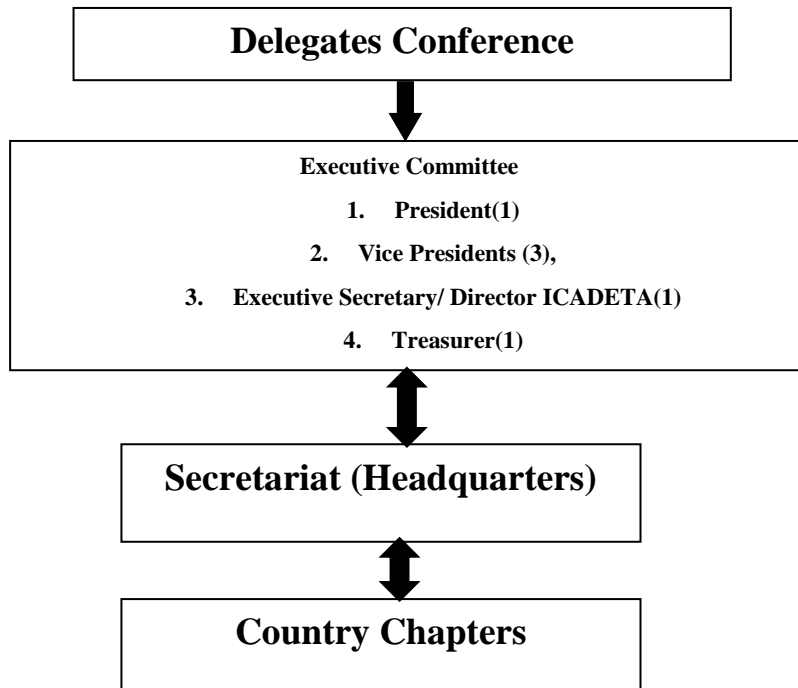 Delegates Conference
Executive Committee
1. President(1)
2. Vice Presidents (3),
3. Executive Secretary/ Director ICADETA(1)
4. Treasurer(1)
Secretariat (Headquarters)
Country Chapters